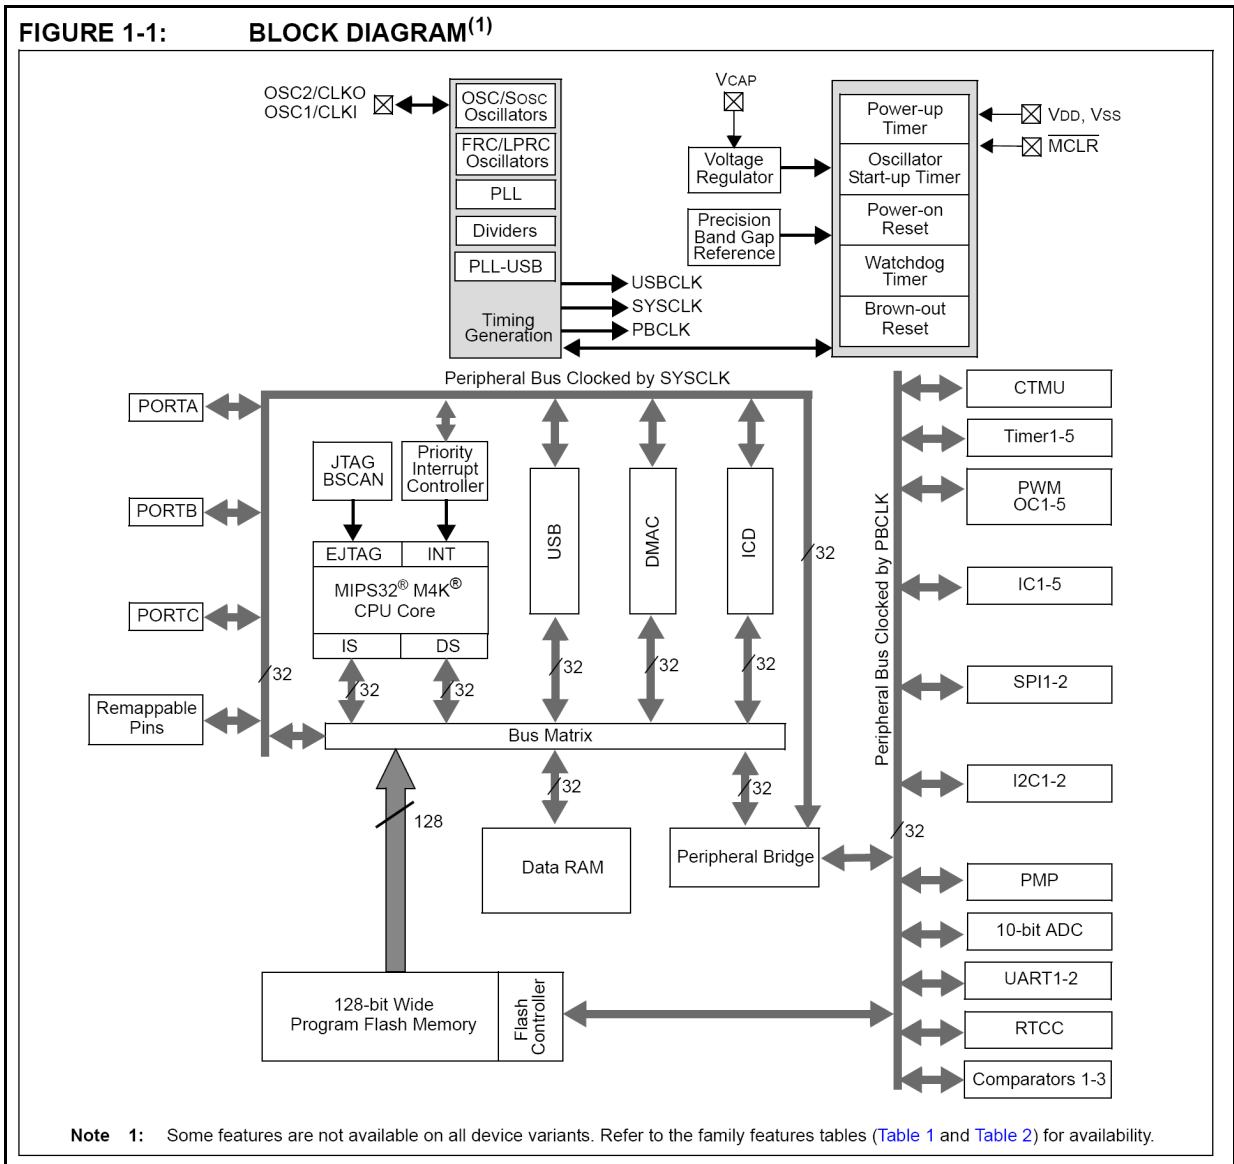 FIGURE 1-1: BLOCK DIAGRAM(1)
OSC2/CLKO
OSC1/CLKI
OSC/SOSC
Oscillators
FRC/LPRC
Oscillators
PLL
Dividers
PLL-USB
Timing
Generation
USBCLK
SYSCLK
PBCLK
VCAP
Voltage
Regulator
Precision
Band Gap
Reference
Power-up
Timer
Oscillator
Start-up Timer
Power-on
Reset
Watchdog
Timer
Brown-out
Reset
VDD, VSS
MCLR
Peripheral Bus Clocked by SYSCLK
PORTA
PORTB
PORTC
Remappable
Pins
32
JTAG
BSCAN
Priority
Interrupt
Controller
EJTAG
INT
MIPS32® M4K®
CPU Core
IS
DS
32
32
USB
32
DMAC
32
ICD
32
32
Bus Matrix
128
32
32
Data RAM
Peripheral Bridge
128-bit Wide
Program Flash Memory
Flash
Controller
Peripheral Bus Clocked by PBCLK
32
CTMU
Timer1-5
PWM
OC1-5
IC1-5
SPI1-2
I2C1-2
PMP
10-bit ADC
UART1-2
RTCC
Comparators 1-3
Note 1: Some features are not available on all device variants. Refer to the family features tables (Table 1 and Table 2) for availability.